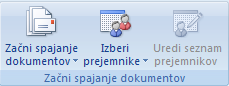 Začni spajanje
dokumentov
Izberi
prejemnike
Uredi seznam
prejemnikov
Začni spajanje dokumentov